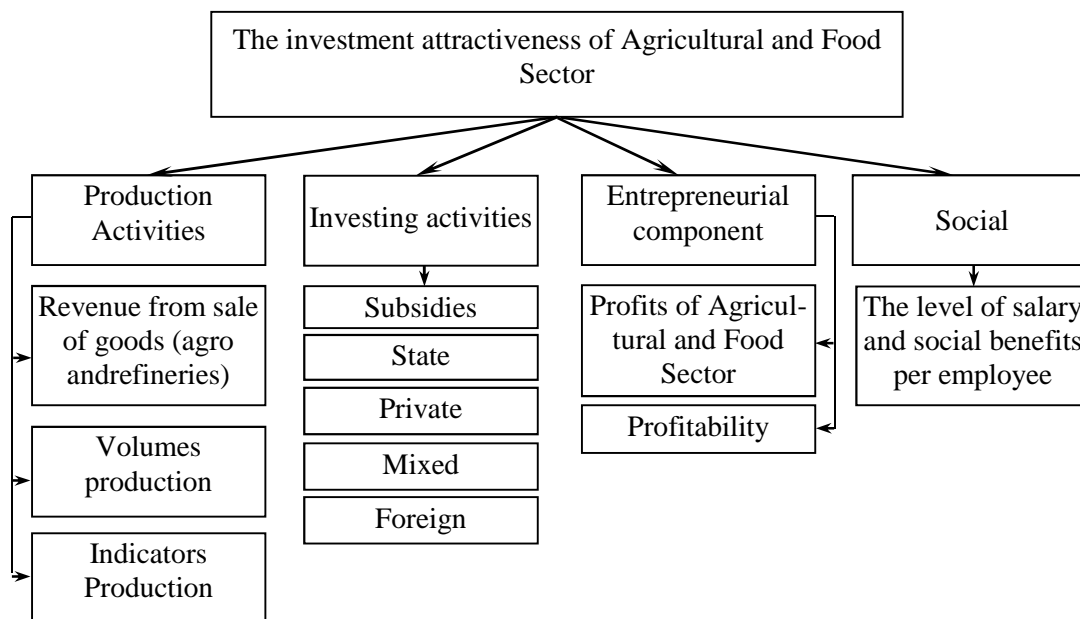 The investment attractiveness of Agricultural and Food
Sector
Production
Activities
Revenue from sale
of goods (agro
andrefineries)
Volumes
production
Indicators
Production
Investing activities
Subsidies
State
Private
Mixed
Foreign
Entrepreneurial
component
Profits of Agricul-
tural and Food
Sector
Profitability
Social
The level of salary
and social benefits
per employee